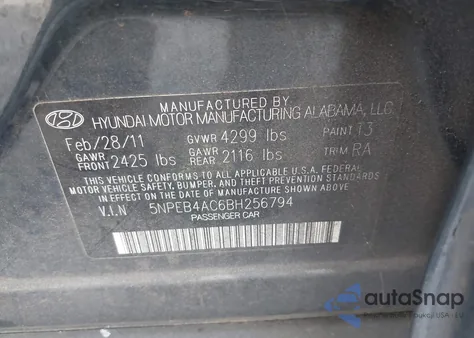 MANUFACTURED BY
HYUNDAI MOTOR MANUFACTURING ALABAMA, LLC.
Feb/28/11 GVWR 4299 lbs PAINT T3
GAWR FRONT 2425 lbs GAWR REAR 2116 lbs TRIM RA
THIS VEHICLE CONFORMS TO ALL APPLICABLE U.S.A. FEDERAL
MOTOR VEHICLE SAFETY, BUMPER, AND THEFT PREVENTION
STANDARDS IN EFFECT ON THE DATE OF MANUFACTURE SHOWN ABOVE.
V.I.N 5NPEB4AC6BH256794
PASSENGER CAR
autoSnap
USA